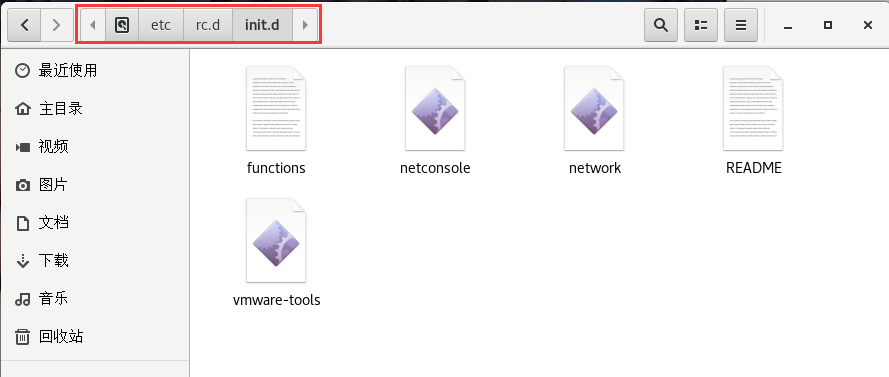 etc rc.d init.d
最近使用
主目录
视频
图片
文档
下载
音乐
回收站
functions netconsole network README
vmware-tools